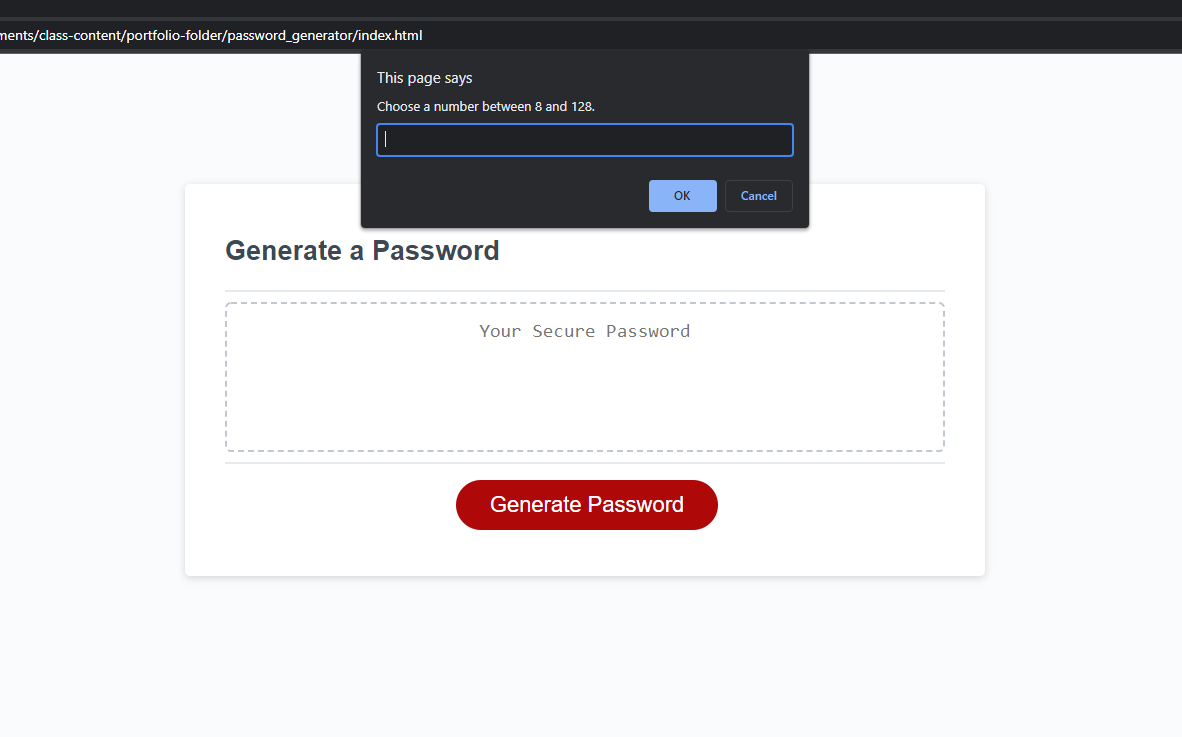 ments/class-content/portfolio-folder/password_generator/index.html
This page says
Choose a number between 8 and 128.
OK
Cancel
Generate a Password
Your Secure Password
Generate Password